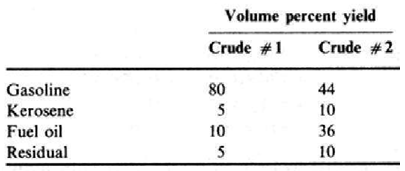 Volume percent yield
Crude #1 Crude #2
Gasoline 80 44
Kerosene 5 10
Fuel oil 10 36
Residual 5 10